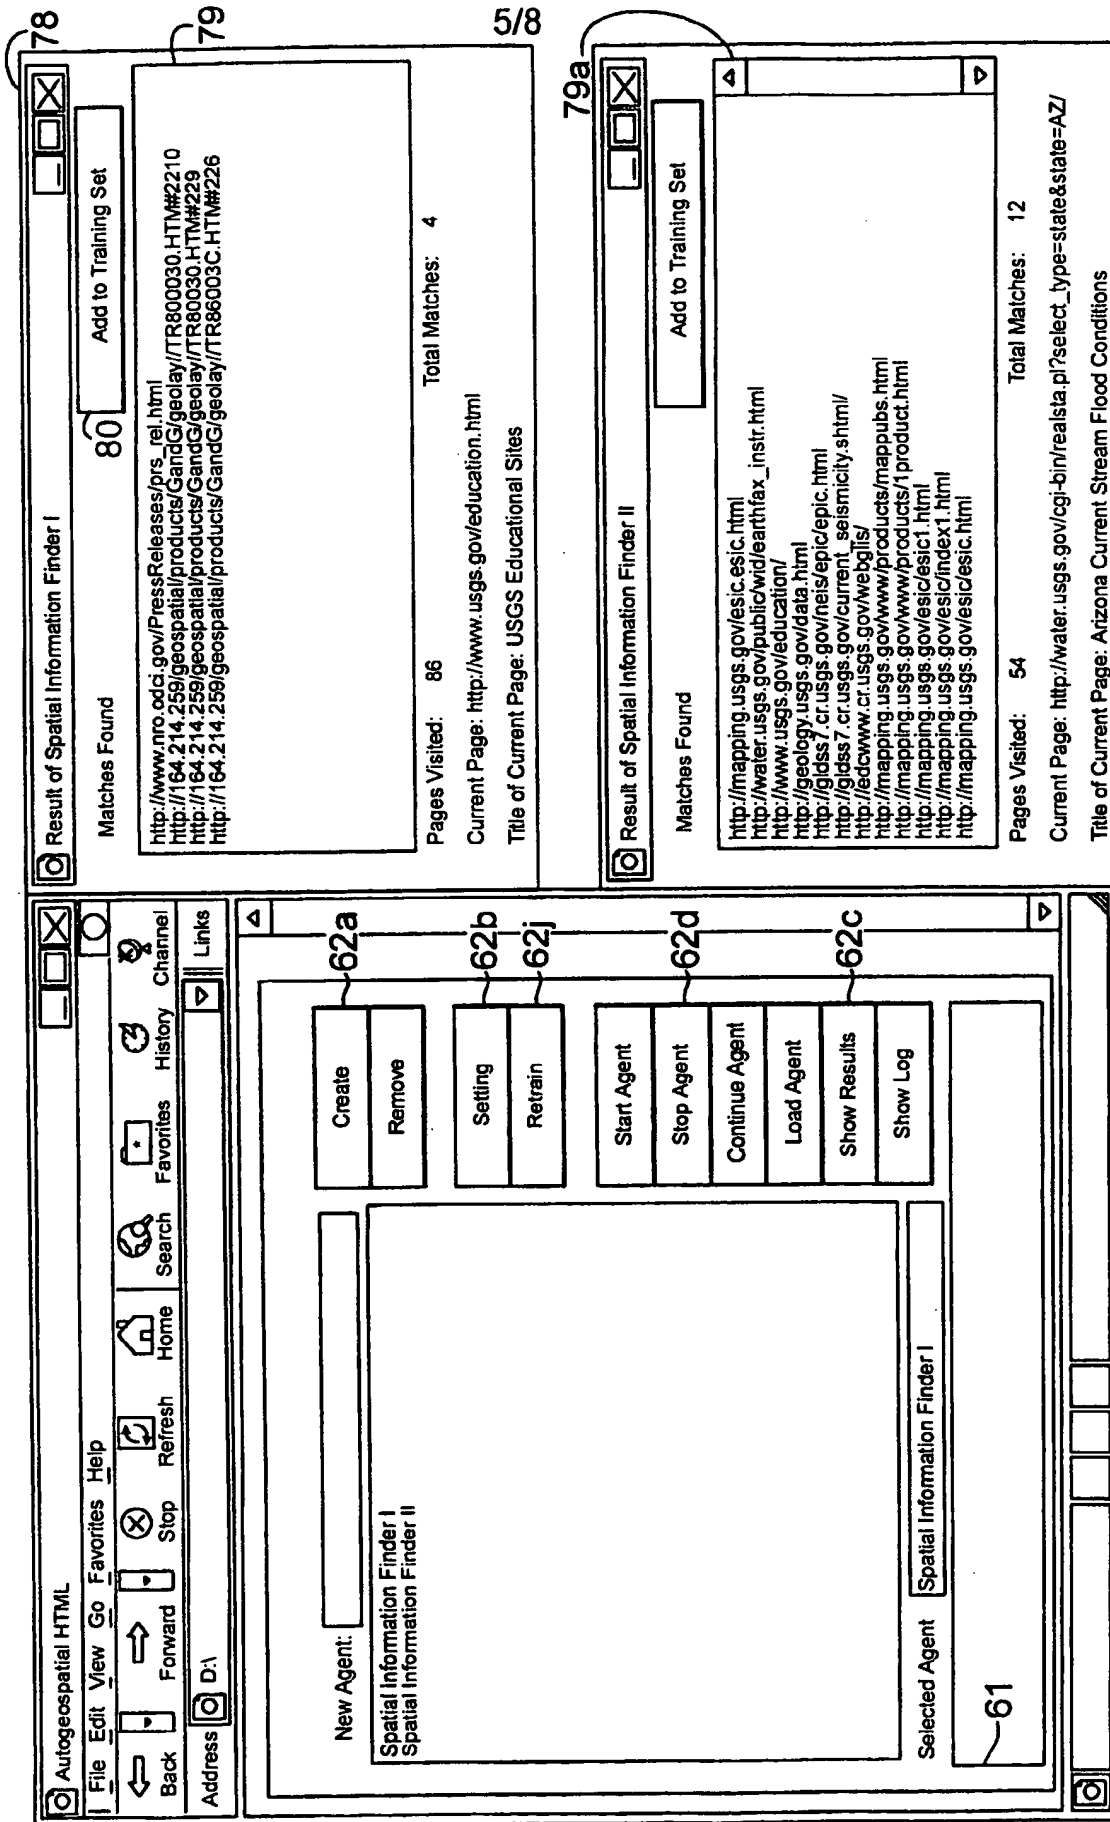 5/8
Autogeospatial HTML
File Edit View Go Favorites Help
Back Forward Stop Refresh Home Search Favorites History Channel
Address D:\ Links
New Agent:
Spatial Information Finder I
Spatial Information Finder II
Selected Agent Spatial Information Finder I
Create
Remove
Setting
Retrain
Start Agent
Stop Agent
Continue Agent
Load Agent
Show Results
Show Log
62a
62b
62j
62d
62c
61
78
Result of Spatial Information Finder I
Matches Found
80
Add to Training Set
79
http://www.nro.odci.gov/PressReleases/prs_rel.html
http://164.214.259/geospatial/products/GandG/geolay//TR800030.HTM#2210
http://164.214.259/geospatial/products/GandG/geolay//TR80030.HTM#229
http://164.214.259/geospatial/products/GandG/geolay//TR86003C.HTM#226
Pages Visited: 86 Total Matches: 4
Current Page: http://www.usgs.gov/education.html
Title of Current Page: USGS Educational Sites
79a
Result of Spatial Information Finder II
Matches Found
Add to Training Set
http://mapping.usgs.gov/esic.esic.html
http://water.usgs.gov/public/wid/earthfax_instr.html
http://www.usgs.gov/education/
http://geology.usgs.gov/data.html
http://gldss7.cr.usgs.gov/neis/epic/epic.html
http://gldss7.cr.usgs.gov/current_seismicity.shtml/
http://edcwww.cr.usgs.gov/webglis/
http://mapping.usgs.gov/www/products/mappubs.html
http://mapping.usgs.gov/www/products/1product.html
http://mapping.usgs.gov/esic/esic1.html
http://mapping.usgs.gov/esic/index1.html
http://mapping.usgs.gov/esic/esic.html
Pages Visited: 54 Total Matches: 12
Current Page: http://water.usgs.gov/cgi-bin/realsta.pl?select_type=state&state=AZ/
Title of Current Page: Arizona Current Stream Flood Conditions